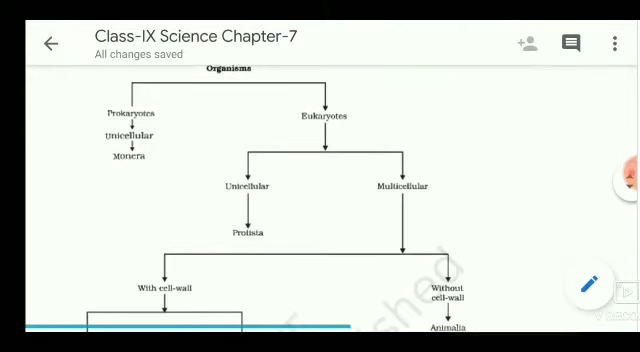 Class-IX Science Chapter-7
All changes saved
Organisms
Prokaryotes
Eukaryotes
Unicellular
Monera
Unicellular
Multicellular
Protista
With cell-wall
Without
cell-wall
Animalia
shed